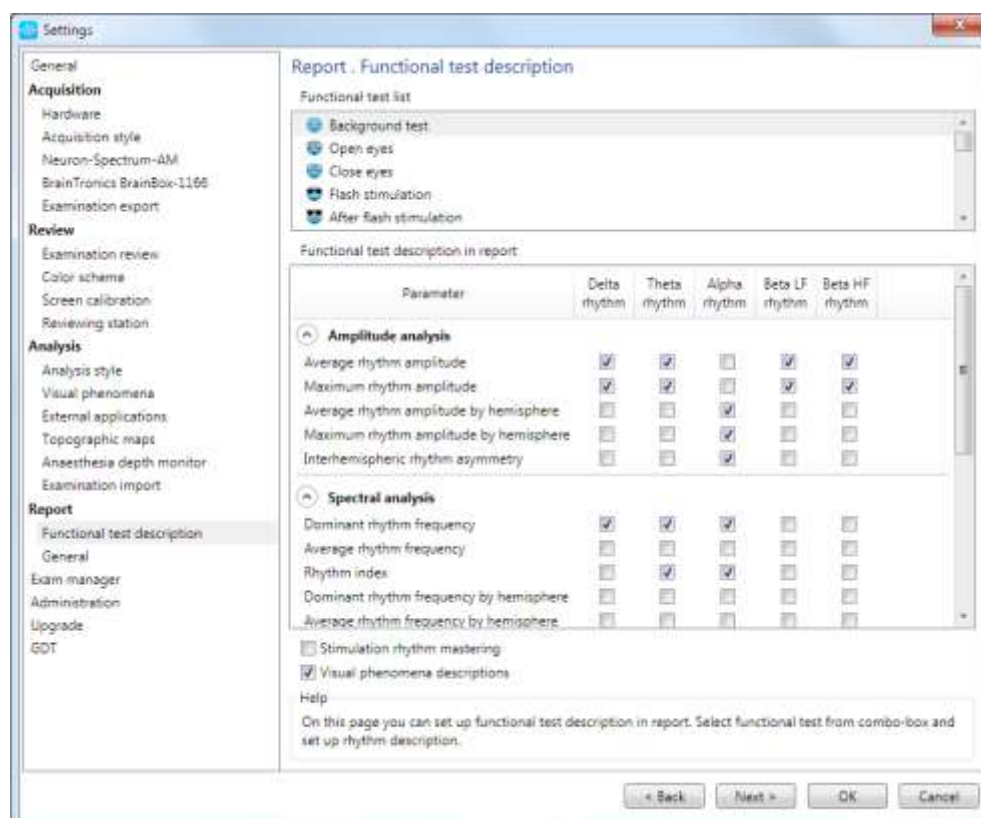 Settings
General
Acquisition
Hardware
Acquisition style
Neuron-Spectrum-AM
BrainTronics BrainBox-1166
Examination export
Review
Examination review
Color scheme
Screen calibration
Reviewing station
Analysis
Analysis style
Visual phenomena
External applications
Topographic maps
Anaesthesia depth monitor
Examination import
Report
Functional test description
General
Exam manager
Administration
Upgrade
GDT
Report . Functional test description
Functional test list
Background test
Open eyes
Close eyes
Flash stimulation
After flash stimulation
Functional test description in report
Parameter
Delta rhythm
Theta rhythm
Alpha rhythm
Beta LF rhythm
Beta HF rhythm
Amplitude analysis
Average rhythm amplitude
Maximum rhythm amplitude
Average rhythm amplitude by hemisphere
Maximum rhythm amplitude by hemisphere
Interhemispheric rhythm asymmetry
Spectral analysis
Dominant rhythm frequency
Average rhythm frequency
Rhythm index
Dominant rhythm frequency by hemisphere
Average rhythm frequency by hemisphere
Stimulation rhythm mastering
Visual phenomena descriptions
Help
On this page you can set up functional test description in report. Select functional test from combo-box and
set up rhythm description.
< Back
Next >
OK
Cancel